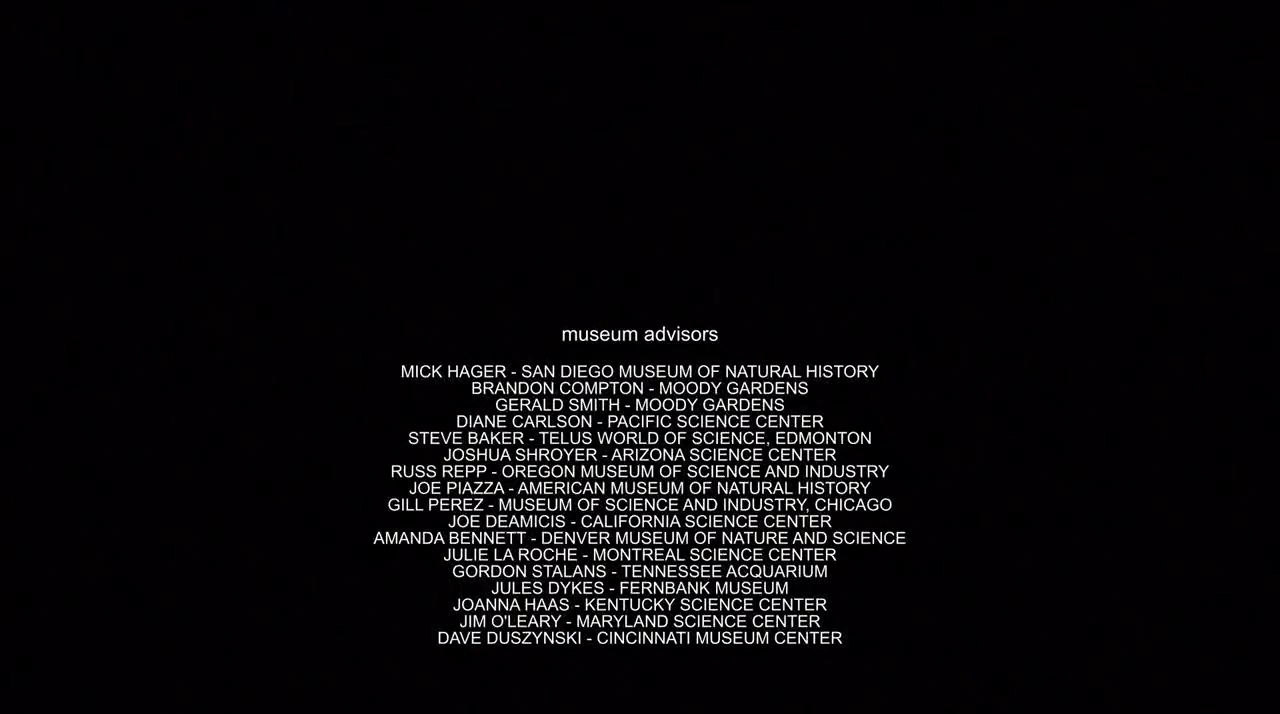 museum advisors
MICK HAGER - SAN DIEGO MUSEUM OF NATURAL HISTORY
BRANDON COMPTON - MOODY GARDENS
GERALD SMITH - MOODY GARDENS
DIANE CARLSON - PACIFIC SCIENCE CENTER
STEVE BAKER - TELUS WORLD OF SCIENCE, EDMONTON
JOSHUA SHROYER - ARIZONA SCIENCE CENTER
RUSS REPP - OREGON MUSEUM OF SCIENCE AND INDUSTRY
JOE PIAZZA - AMERICAN MUSEUM OF NATURAL HISTORY
GILL PEREZ - MUSEUM OF SCIENCE AND INDUSTRY, CHICAGO
JOE DEAMICIS - CALIFORNIA SCIENCE CENTER
AMANDA BENNETT - DENVER MUSEUM OF NATURE AND SCIENCE
JULIE LA ROCHE - MONTREAL SCIENCE CENTER
GORDON STALANS - TENNESSEE ACQUARIUM
JULES DYKES - FERNBANK MUSEUM
JOANNA HAAS - KENTUCKY SCIENCE CENTER
JIM O'LEARY - MARYLAND SCIENCE CENTER
DAVE DUSZYNSKI - CINCINNATI MUSEUM CENTER